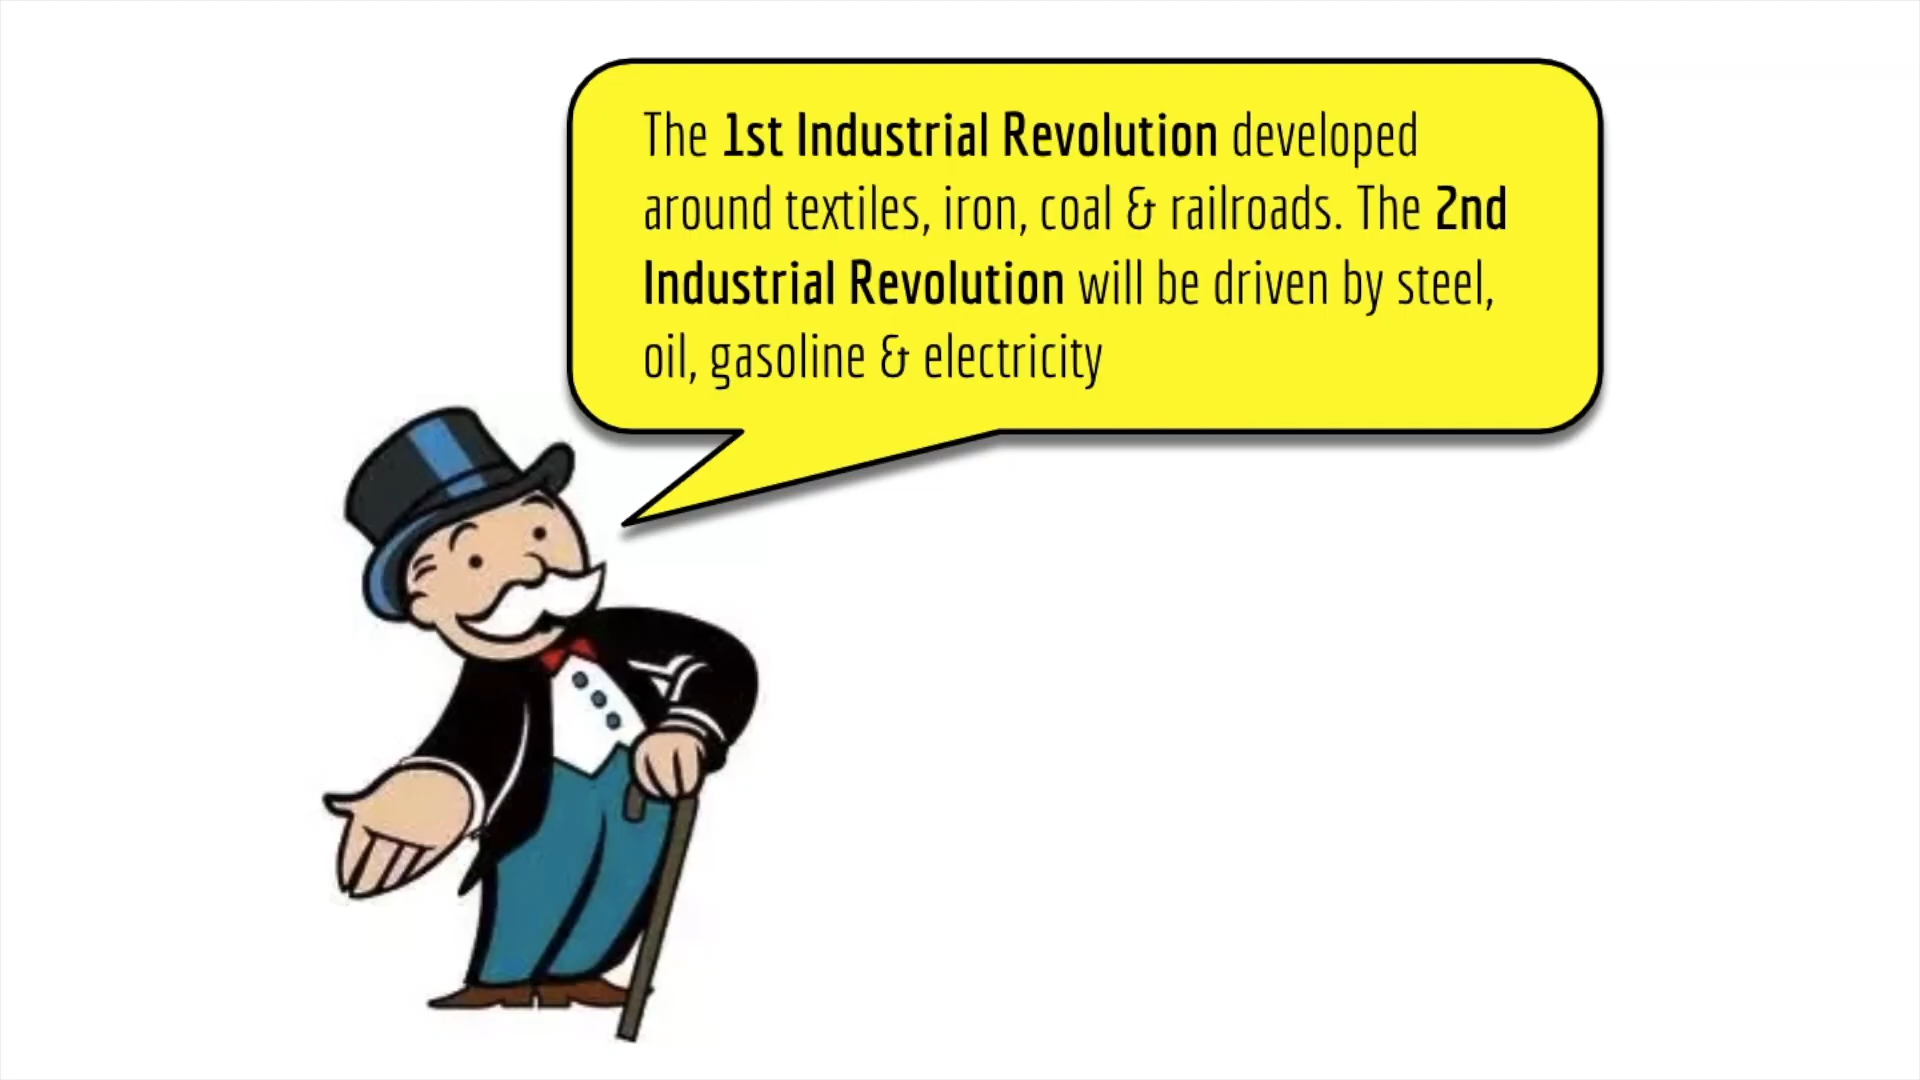 The 1st Industrial Revolution developed
around textiles, iron, coal & railroads. The 2nd
Industrial Revolution will be driven by steel,
oil, gasoline & electricity